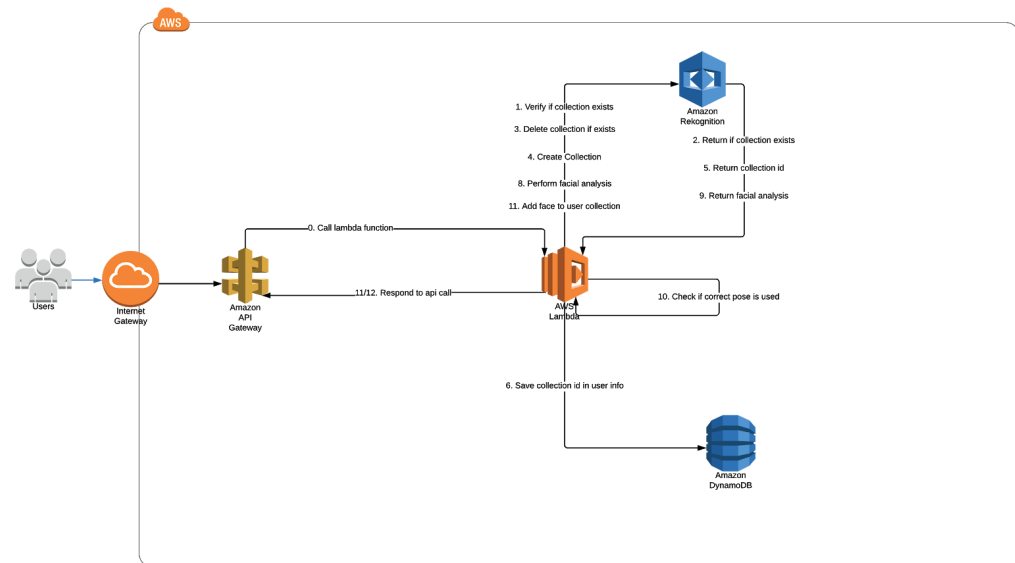 AWS
Amazon
Rekognition
1. Verify if collection exists
3. Delete collection if exists
4. Create Collection
8. Perform facial analysis
11. Add face to user collection
2. Return if collection exists
5. Return collection id
9. Return facial analysis
0. Call lambda function
Users
Internet
Gateway
Amazon
API
Gateway
11/12. Respond to api call
AWS
Lambda
10. Check if correct pose is used
6. Save collection id in user info
Amazon
DynamoDB